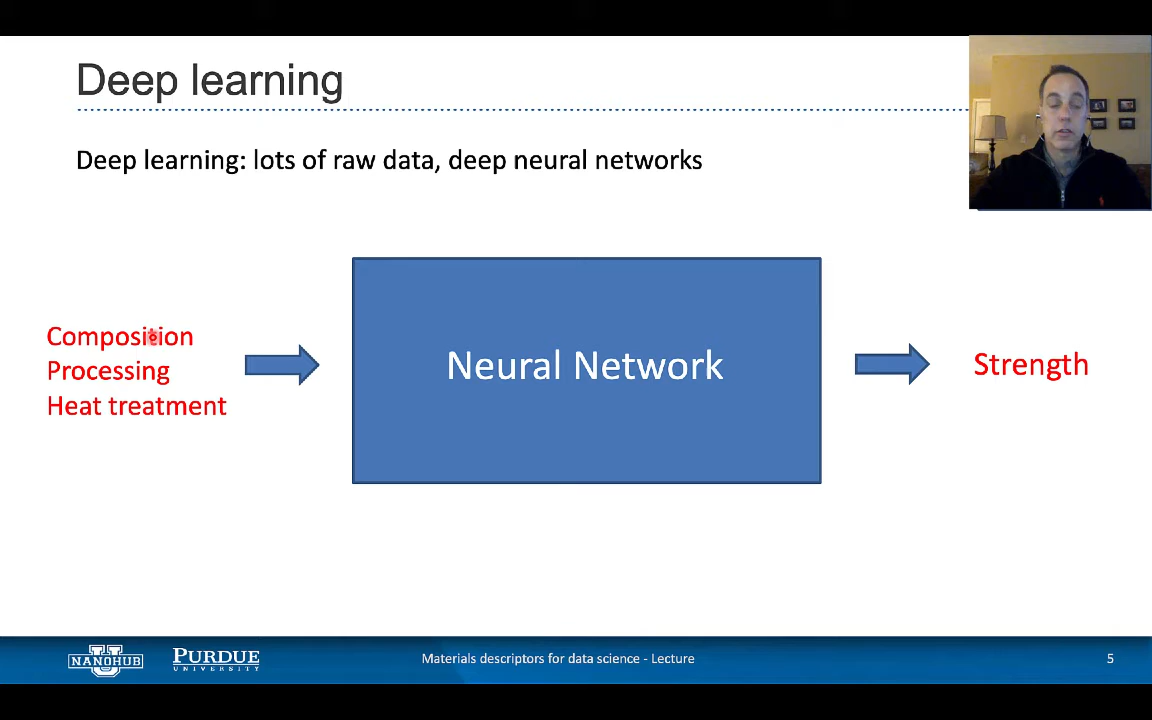 Deep learning
Deep learning: lots of raw data, deep neural networks
Composition
Processing
Heat treatment
Neural Network
Strength
NANOHUB
PURDUE
UNIVERSITY
Materials descriptors for data science - Lecture
5